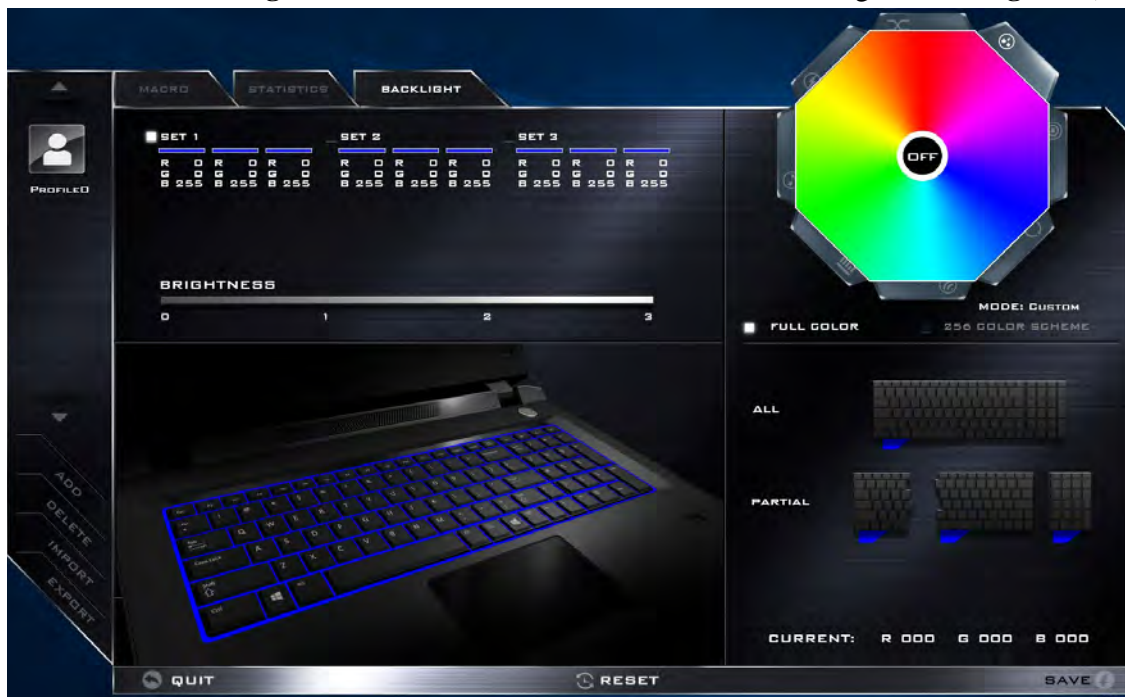 MACRO
STATISTICS
BACKLIGHT
OFF
PROFILE0
SET 1
SET 2
SET 3
R 0 R 0 R 0 R 0 R 0 R 0 R 0 R 0 R 0
G 0 G 0 G 0 G 0 G 0 G 0 G 0 G 0 G 0
B 255 B 255 B 255 B 255 B 255 B 255 B 255 B 255 B 255
BRIGHTNESS
0 1 2 3
MODE: CUSTOM
FULL COLOR
256 COLOR SCHEME
ALL
PARTIAL
ADD
DELETE
IMPORT
EXPORT
CURRENT: R 000 G 000 B 000
QUIT
RESET
SAVE